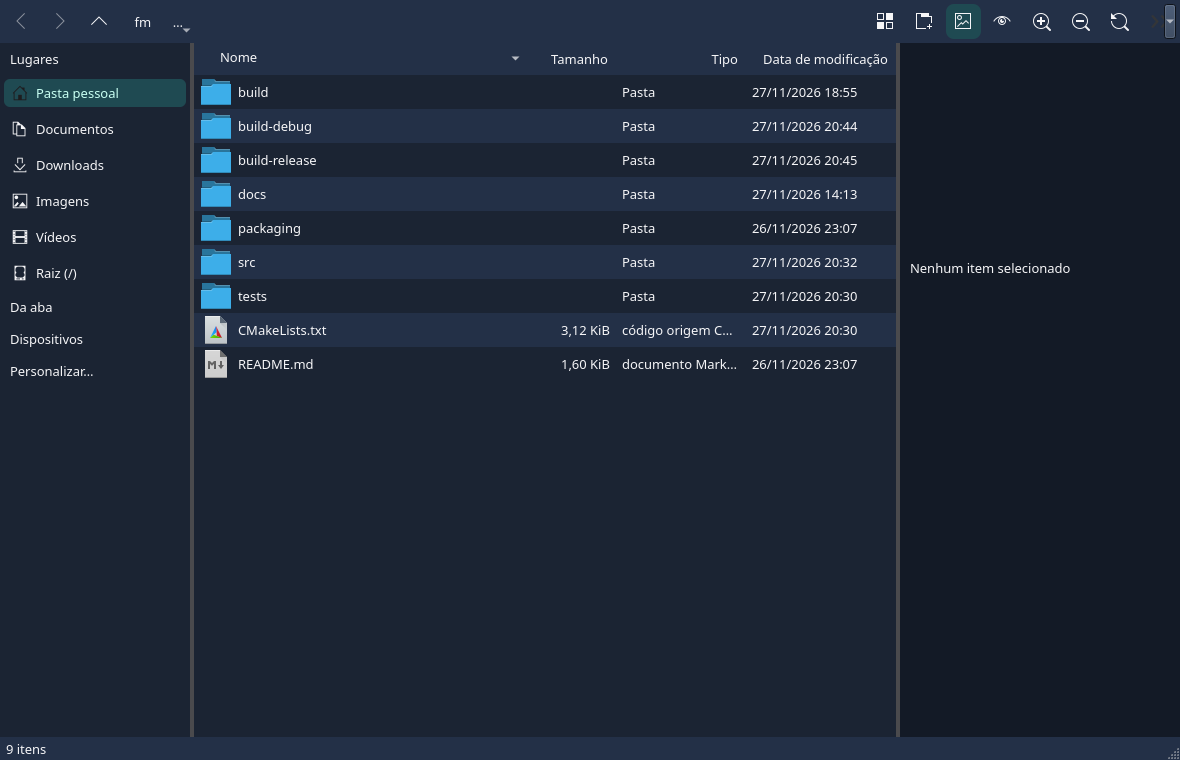 fm
...
Lugares
Pasta pessoal
Documentos
Downloads
Imagens
Vídeos
Raiz (/)
Da aba
Dispositivos
Personalizar...
Nome Tamanho Tipo Data de modificação
build Pasta 27/11/2026 18:55
build-debug Pasta 27/11/2026 20:44
build-release Pasta 27/11/2026 20:45
docs Pasta 27/11/2026 14:13
packaging Pasta 26/11/2026 23:07
src Pasta 27/11/2026 20:32
tests Pasta 27/11/2026 20:30
CMakeLists.txt 3,12 KiB código origem C... 27/11/2026 20:30
README.md 1,60 KiB documento Mark... 26/11/2026 23:07
Nenhum item selecionado
9 itens